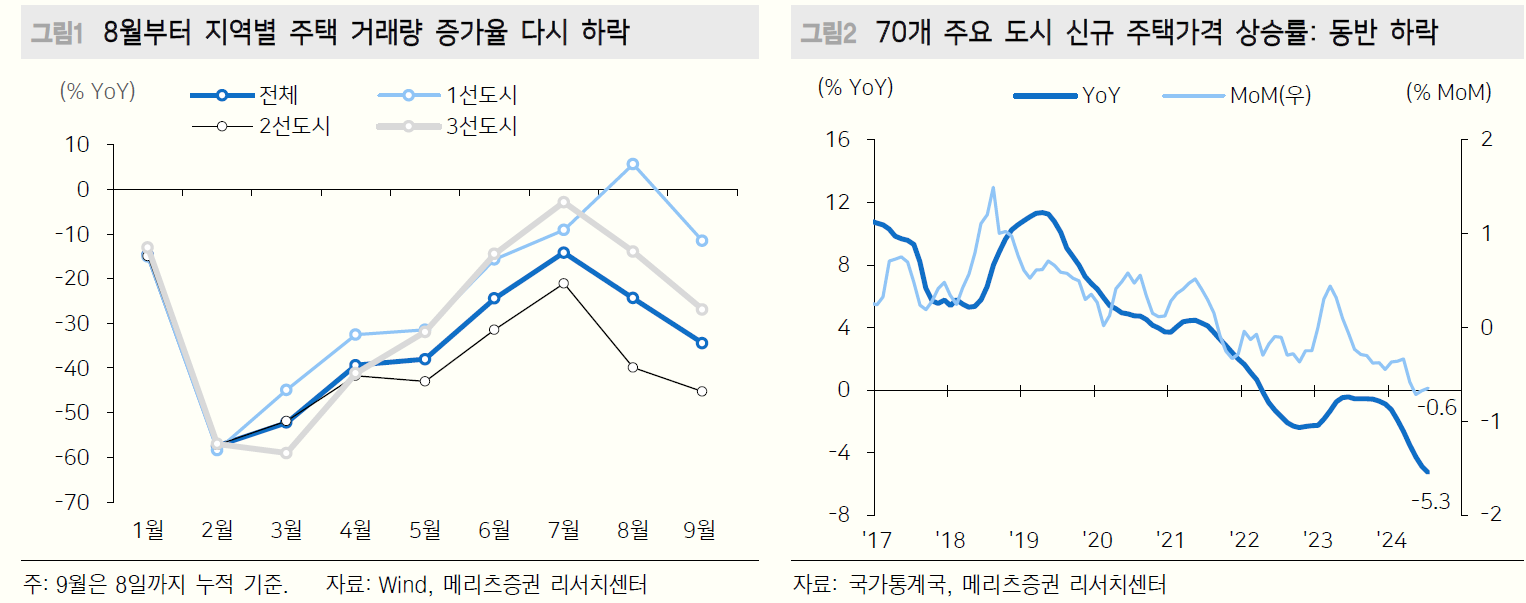 그림1 8월부터 지역별 주택 거래량 증가율 다시 하락
(% YoY)
전체
1선도시
2선도시
3선도시
10
0
-10
-20
-30
-40
-50
-60
-70
1월 2월 3월 4월 5월 6월 7월 8월 9월
주: 9월은 8일까지 누적 기준. 자료: Wind, 메리츠증권 리서치센터
그림2 70개 주요 도시 신규 주택가격 상승률: 동반 하락
(% YoY)
YoY
MoM(우)
(% MoM)
16
12
8
4
0
-4
-8
2
1
0
-1
-2
-0.6
-5.3
'17 '18 '19 '20 '21 '22 '23 '24
자료: 국가통계국, 메리츠증권 리서치센터